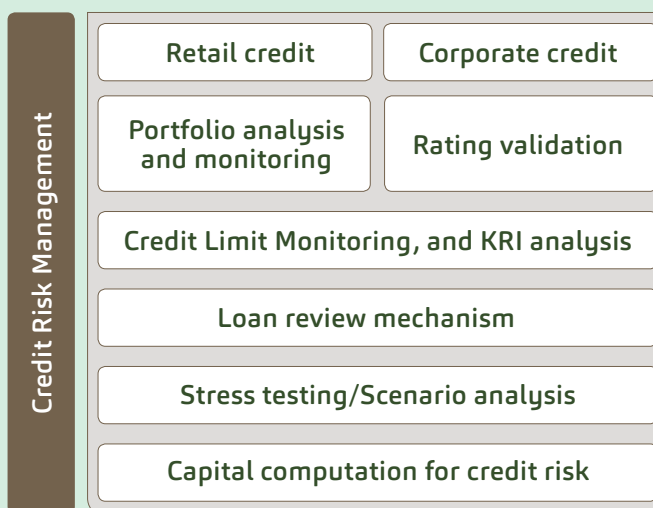 Credit Risk Management
Retail credit
Corporate credit
Portfolio analysis
and monitoring
Rating validation
Credit Limit Monitoring, and KRI analysis
Loan review mechanism
Stress testing/Scenario analysis
Capital computation for credit risk